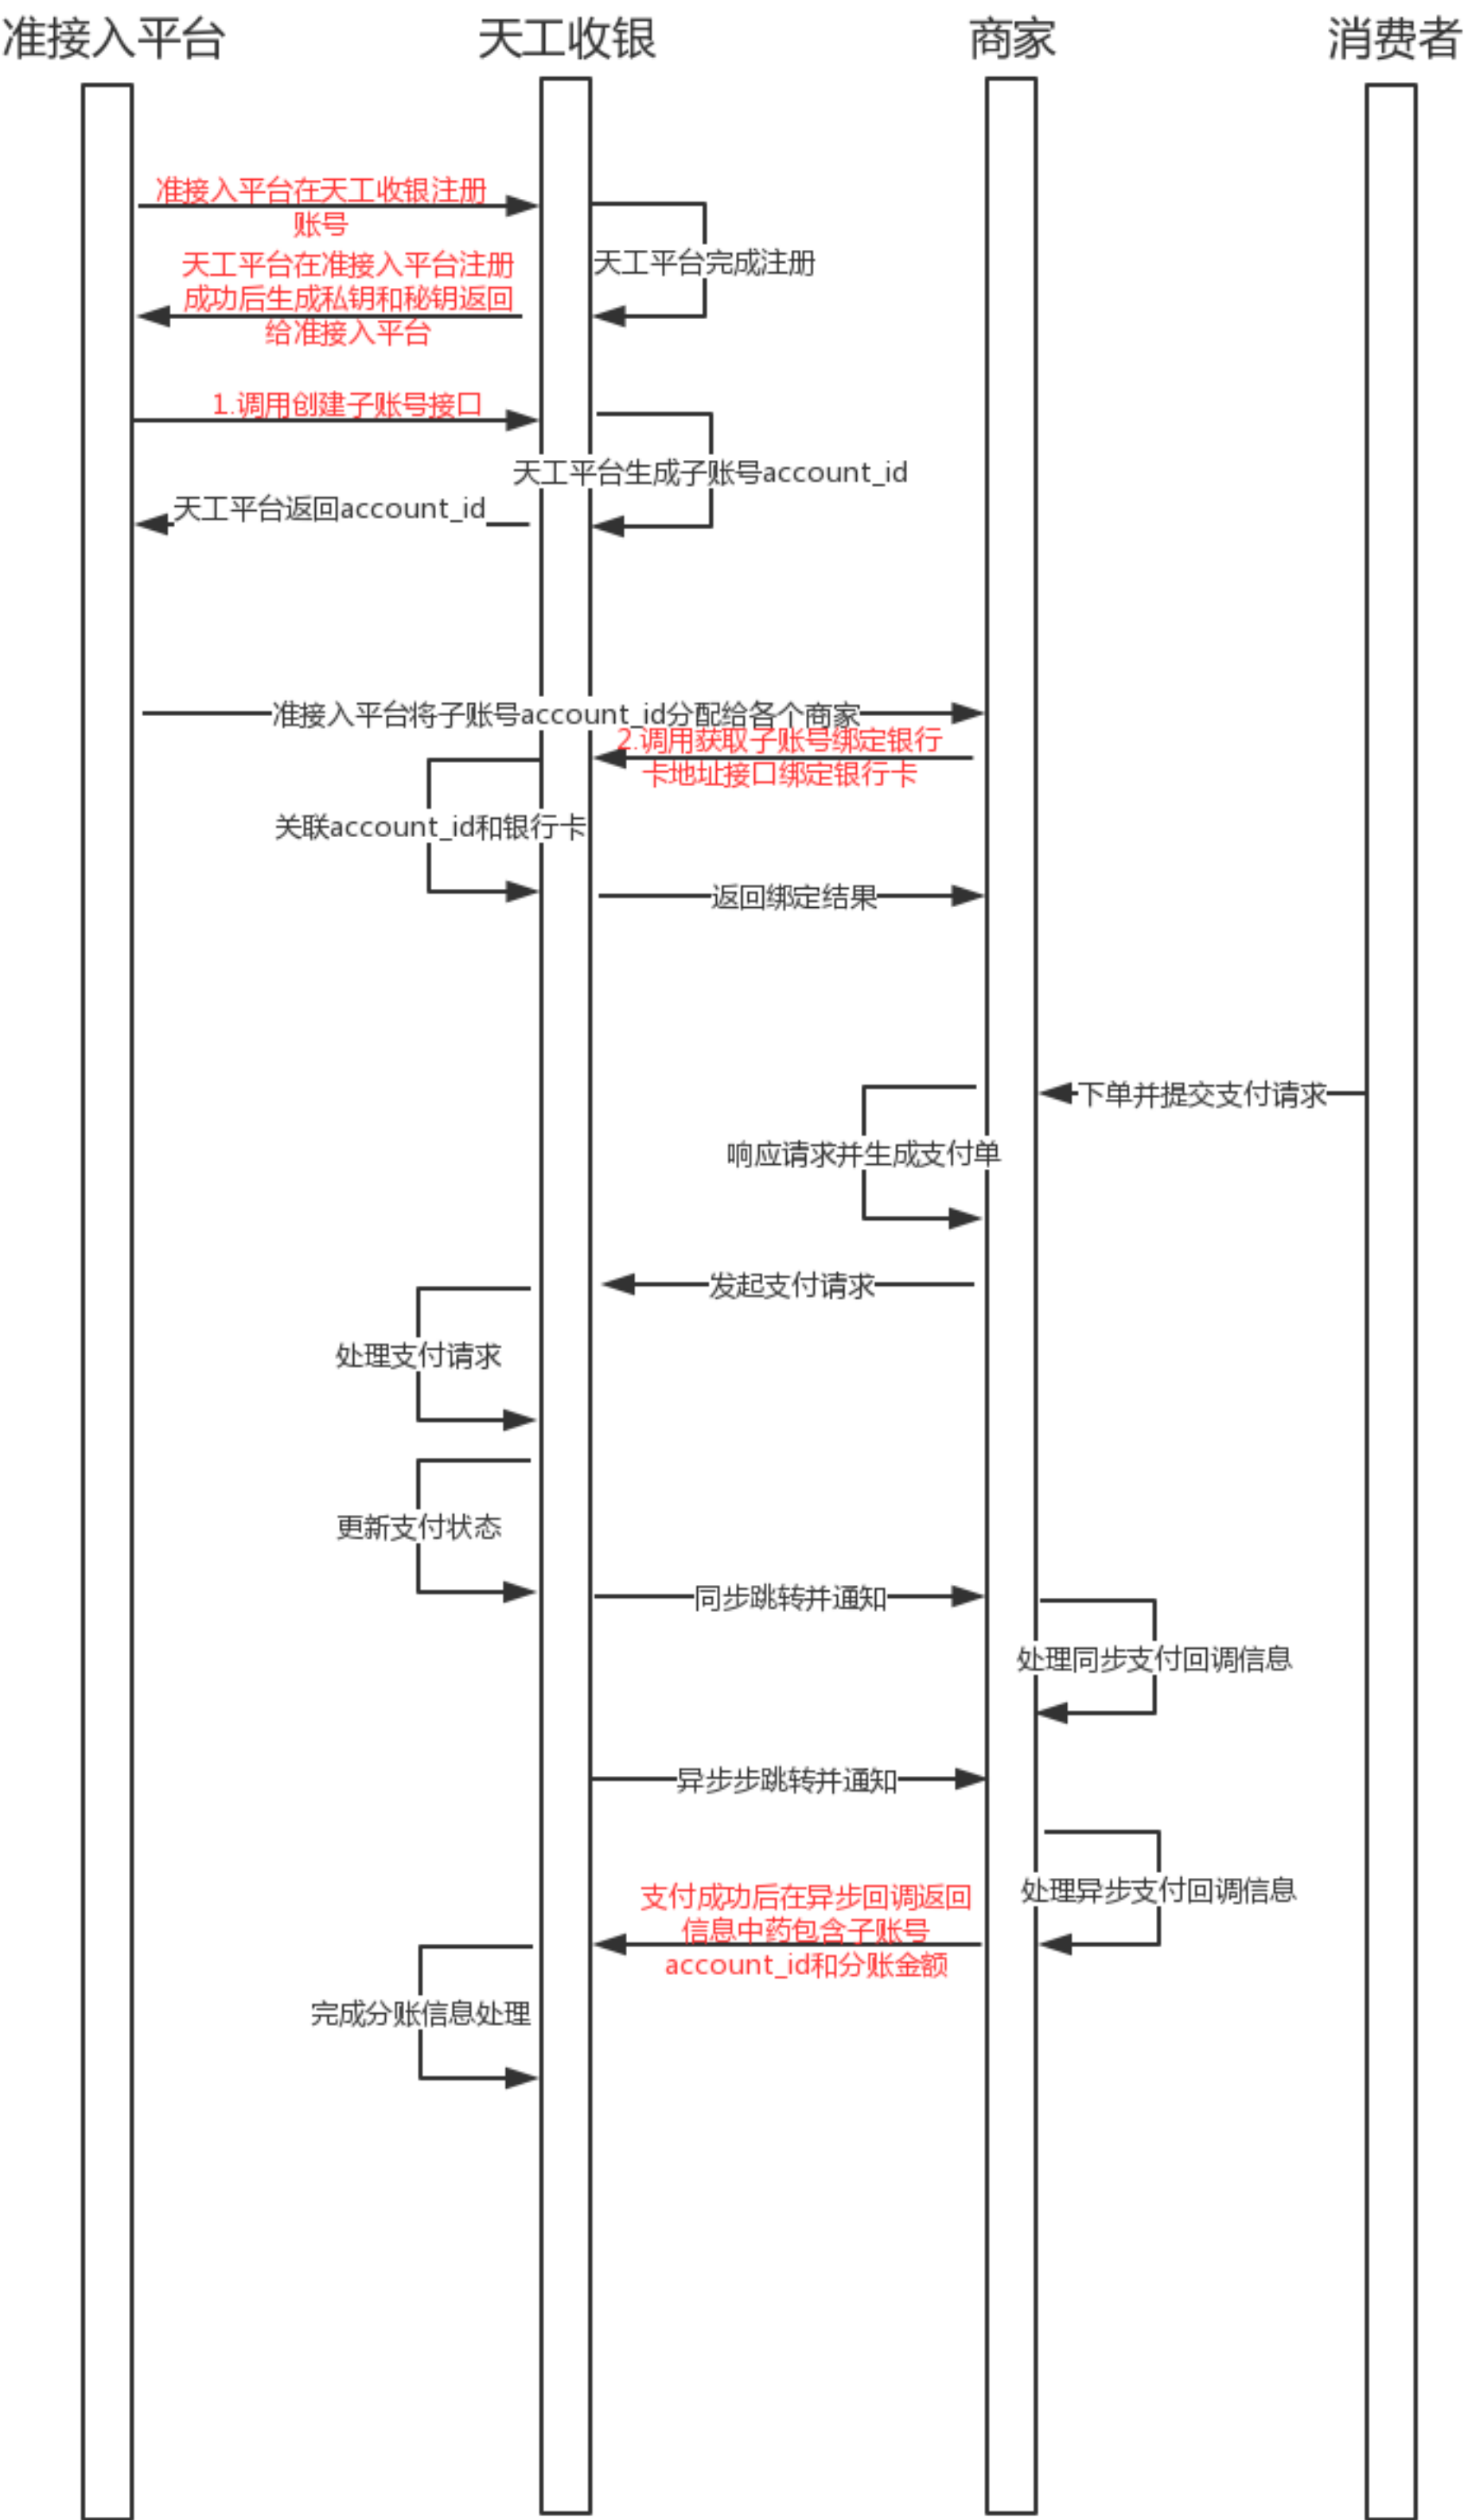 准接入平台
天工收银
商家
消费者
准接入平台在天工收银注册
账号
天工平台完成注册
天工平台在准接入平台注册
成功后生成私钥和秘钥返回
给准接入平台
1.调用创建子账号接口
天工平台生成子账号account_id
天工平台返回account_id
准接入平台将子账号account_id分配给各个商家
2.调用获取子账号绑定银行
卡地址接口绑定银行卡
关联account_id和银行卡
返回绑定结果
下单并提交支付请求
响应请求并生成支付单
发起支付请求
处理支付请求
更新支付状态
同步跳转并通知
处理同步支付回调信息
异步步跳转并通知
处理异步支付回调信息
支付成功后在异步回调返回
信息中药包含子账号
account_id和分账金额
完成分账信息处理